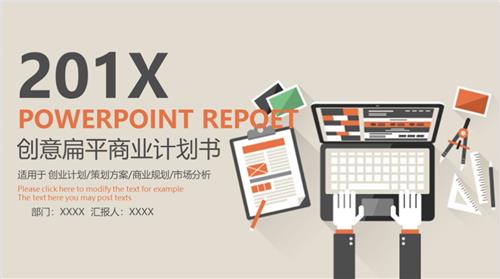 201X
POWERPOINT REPOET
创意扁平商业计划书
适用于 创业计划/策划方案/商业规划/市场分析
Please click here to modify the text for example
The text here you may post texts
部门：XXXX 汇报人：XXXX